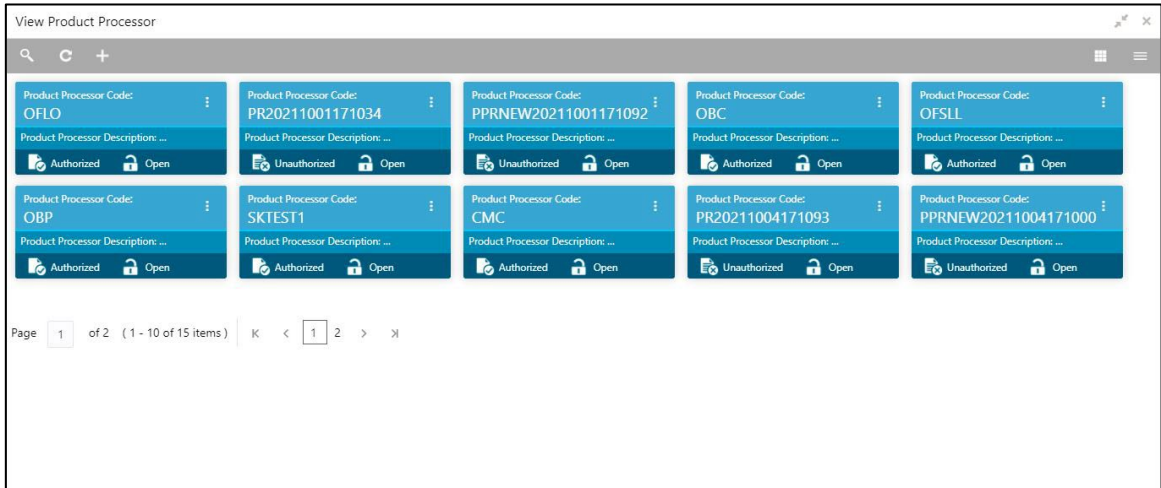 View Product Processor
Product Processor Code: Product Processor Code: Product Processor Code: Product Processor Code: Product Processor Code:
OFLO PR20211001171034 PPRNEW20211001171092 OBC OFSLL
Product Processor Description: ... Product Processor Description: ... Product Processor Description: ... Product Processor Description: ... Product Processor Description: ...
Authorized Open Unauthorized Open Unauthorized Open Authorized Open Authorized Open
Product Processor Code: Product Processor Code: Product Processor Code: Product Processor Code: Product Processor Code:
OBP SKTEST1 CMC PR20211004171093 PPRNEW20211004171000
Product Processor Description: ... Product Processor Description: ... Product Processor Description: ... Product Processor Description: ... Product Processor Description: ...
Authorized Open Authorized Open Authorized Open Unauthorized Open Unauthorized Open
Page 1 of 2 ( 1 - 10 of 15 items ) 1 2